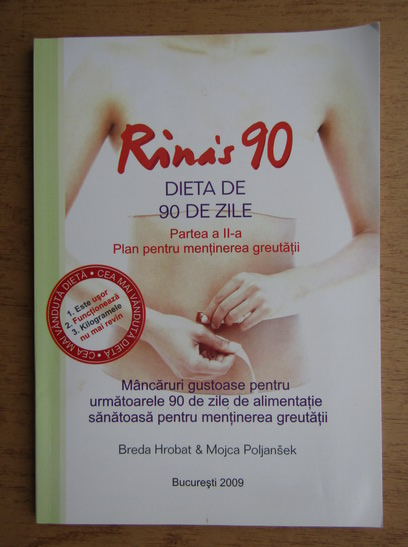 Rina's 90
DIETA DE
90 DE ZILE
Partea a II-a
Plan pentru menținerea greutății
CEA MAI VÂNDUTĂ DIETĂ • CEA MAI VÂNDUTĂ DIETĂ •
1. Este ușor
2. Funcționează
3. Kilogramele
nu mai revin
Mâncăruri gustoase pentru
următoarele 90 de zile de alimentație
sănătoasă pentru menținerea greutății
Breda Hrobat & Mojca Poljanšek
București 2009